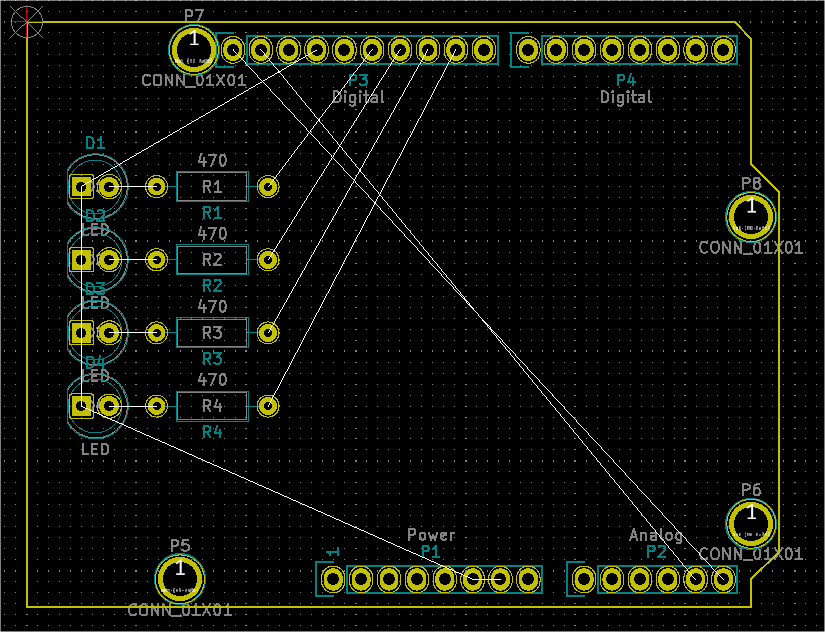 P7
1
CONN_01X01
P3
Digital
P4
Digital
D1
470
R1
R1
D2
LED
470
R2
R2
D3
LED
470
R3
R3
D4
LED
470
R4
R4
LED
P8
1
CONN_01X01
P6
1
CONN_01X01
P5
1
CONN_01X01
1
Power
P1
Analog
P2